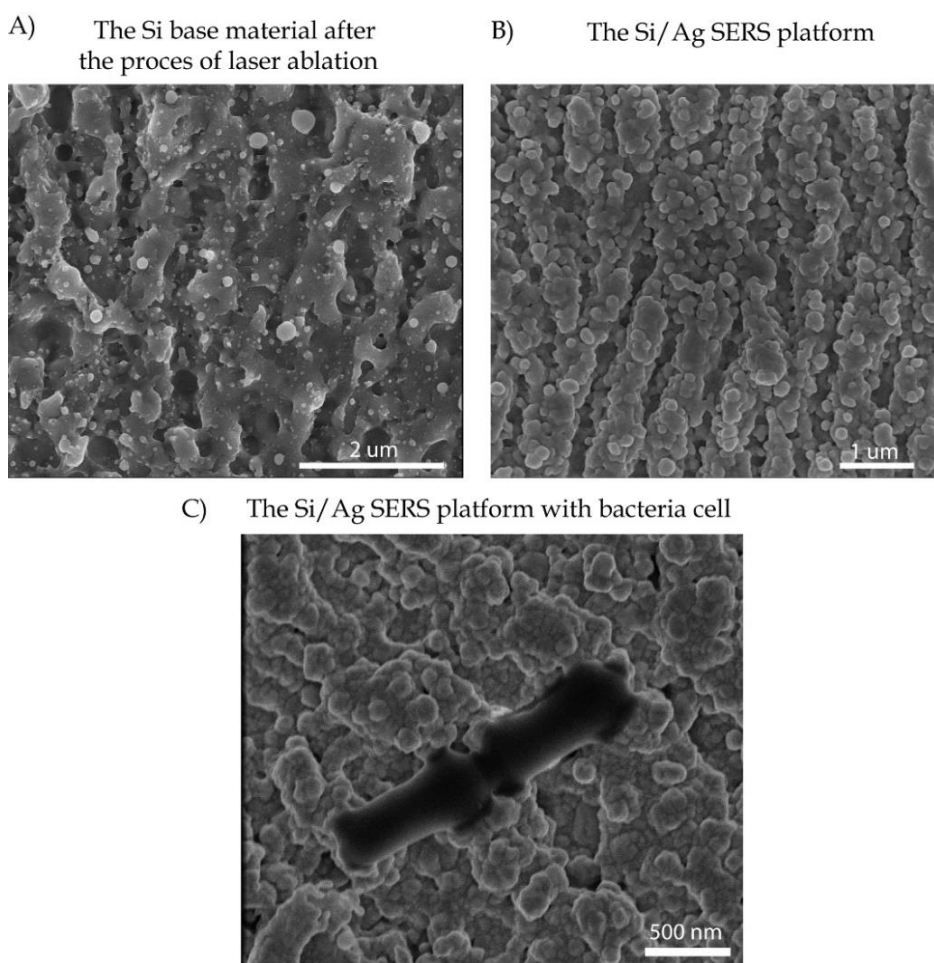 A)
The Si base material after
the proces of laser ablation
B)
The Si/Ag SERS platform
2 um
1 um
C)
The Si/Ag SERS platform with bacteria cell
500 nm